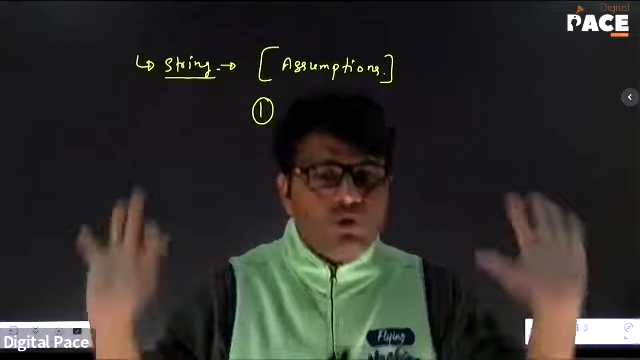 Digital
PACE
↳ String → [Assumptions.]
①
Flying
Digital Pace